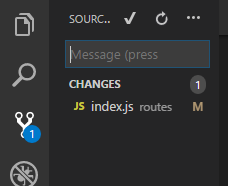 SOURC..
Message (press
CHANGES 1
JS index.js routes M
1